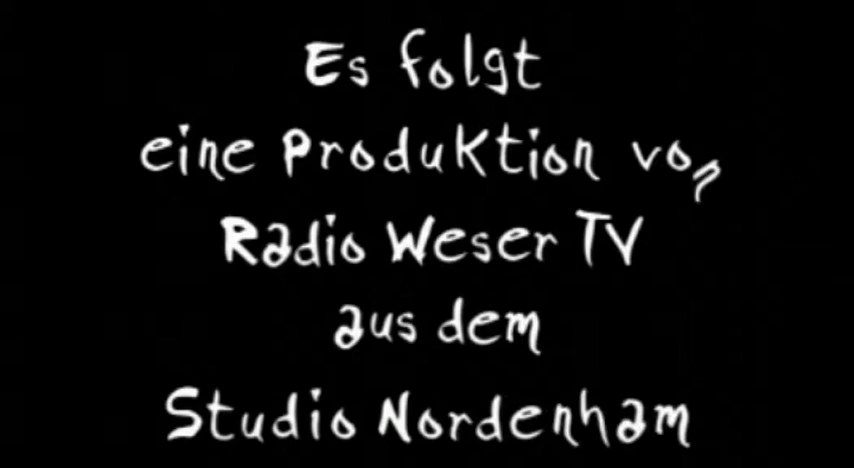 Es folgt
eine Produktion von
Radio Weser TV
aus dem
Studio Nordenham